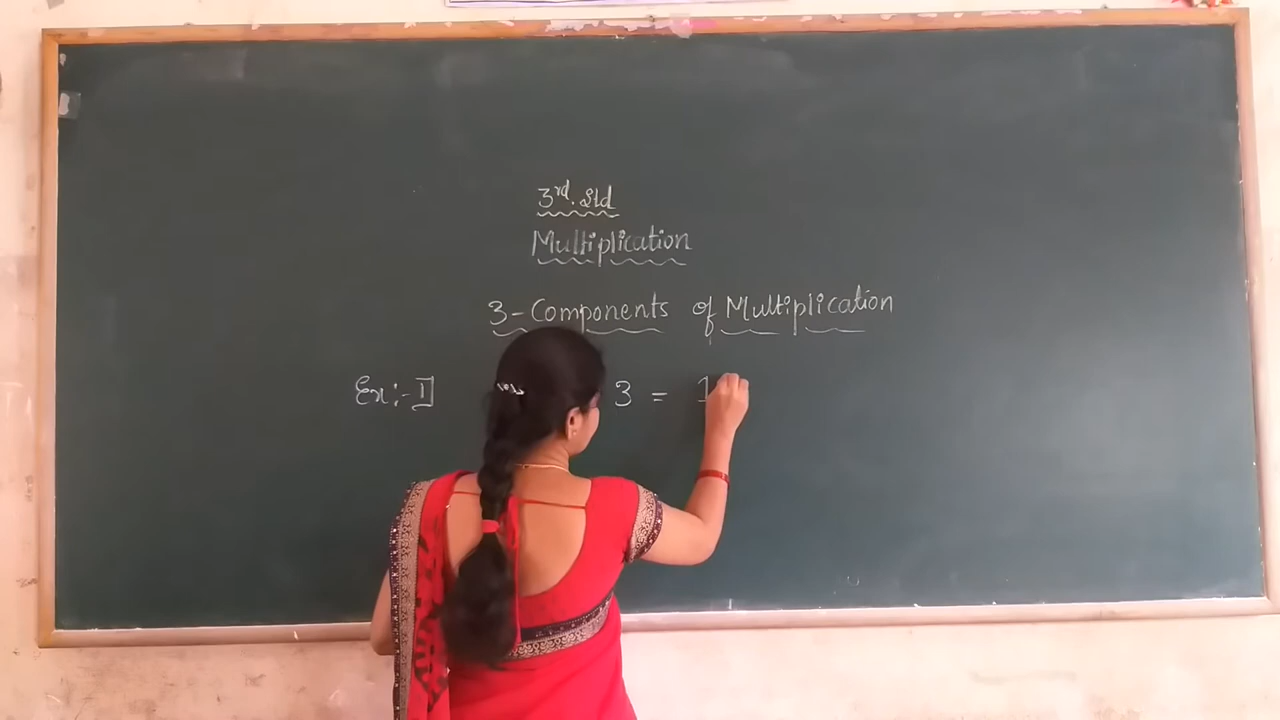 3rd. Std
Multiplication
3-Components of Multiplication
Ex:- I 3 = 1